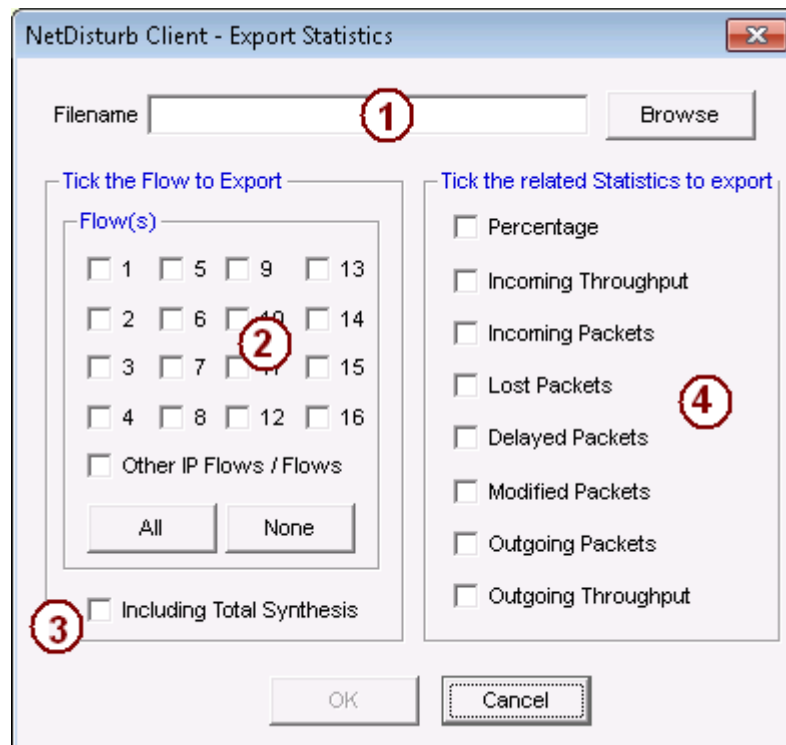 NetDisturb Client - Export Statistics
Filename 1 Browse
Tick the Flow to Export
Flow(s)
1 5 9 13
2 6 10 14
2
3 7 11 15
4 8 12 16
Other IP Flows / Flows
All None
3 Including Total Synthesis
Tick the related Statistics to export
Percentage
Incoming Throughput
Incoming Packets
Lost Packets
4
Delayed Packets
Modified Packets
Outgoing Packets
Outgoing Throughput
OK Cancel